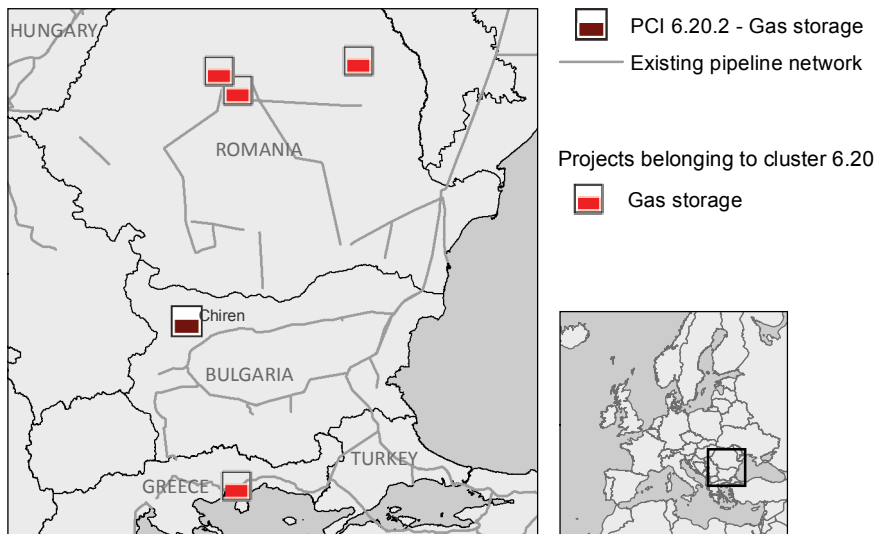 HUNGARY
ROMANIA
Chiren
BULGARIA
TURKEY
GREECE
PCI 6.20.2 - Gas storage
Existing pipeline network
Projects belonging to cluster 6.20
Gas storage